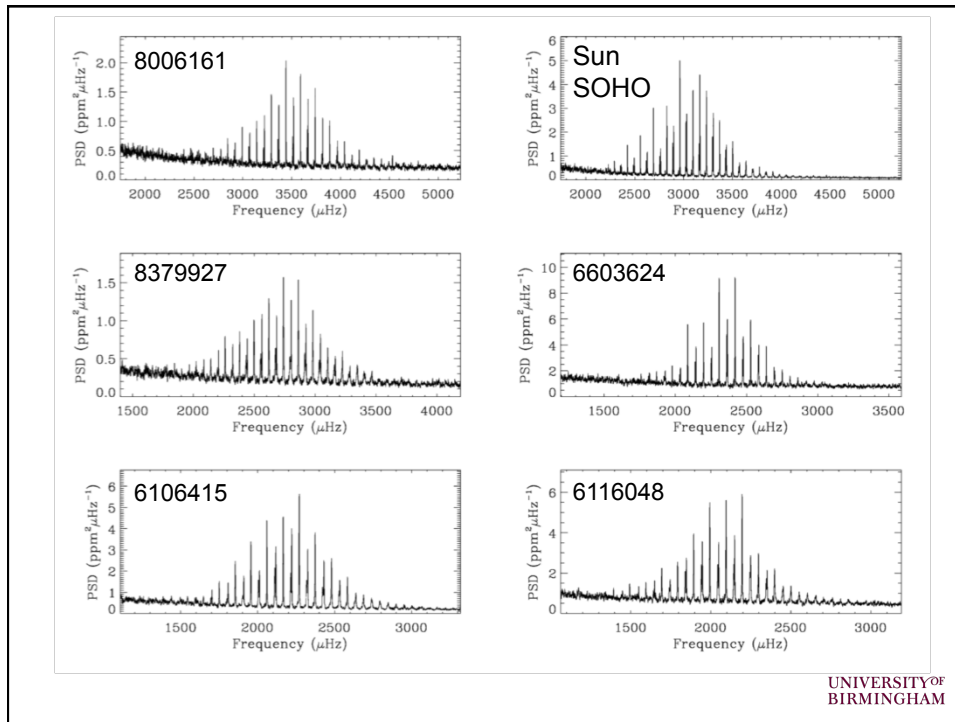 8006161
PSD (ppm²μHz⁻¹)
2.0
1.5
1.0
0.5
0.0
2000 2500 3000 3500 4000 4500 5000
Frequency (μHz)
Sun
SOHO
PSD (ppm²μHz⁻¹)
6
5
4
3
2
1
0
2000 2500 3000 3500 4000 4500 5000
Frequency (μHz)
8379927
PSD (ppm²μHz⁻¹)
1.5
1.0
0.5
0.0
1500 2000 2500 3000 3500 4000
Frequency (μHz)
6603624
PSD (ppm²μHz⁻¹)
10
8
6
4
2
0
1500 2000 2500 3000 3500
Frequency (μHz)
6106415
PSD (ppm²μHz⁻¹)
6
5
4
3
2
1
0
1500 2000 2500 3000
Frequency (μHz)
6116048
PSD (ppm²μHz⁻¹)
6
4
2
0
1500 2000 2500 3000
Frequency (μHz)
UNIVERSITY OF
BIRMINGHAM